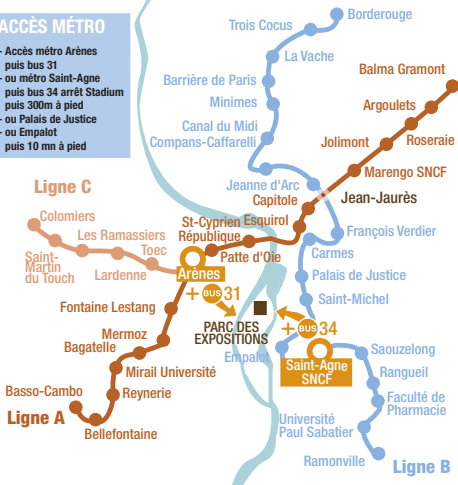 ACCÈS MÉTRO
- Accès métro Arènes
puis bus 31
- ou métro Saint-Agne
puis bus 34 arrêt Stadium
puis 300m à pied
- ou Palais de Justice
- ou Empalot
puis 10 mn à pied
Borderouge
Trois Cocus
La Vache
Barrière de Paris
Minimes
Canal du Midi
Compans-Caffarelli
Balma Gramont
Argoulets
Roseraie
Jolimont
Marengo SNCF
Jeanne d'Arc
Jean-Jaurès
Capitole
Ligne C
Colomiers
Les Ramassiers
Toec
Saint-
Martin
du Touch
Lardenne
St-Cyprien
République
Esquirol
Patte d'Oie
François Verdier
Carmes
Palais de Justice
Saint-Michel
Arènes
+ BUS 31
PARC DES
EXPOSITIONS
+ BUS 34
Empalot
Saint-Agne
SNCF
Fontaine Lestang
Mermoz
Bagatelle
Mirail Université
Basso-Cambo
Reynerie
Ligne A
Bellefontaine
Saouzelong
Rangueil
Faculté de
Pharmacie
Université
Paul Sabatier
Ramonville
Ligne B